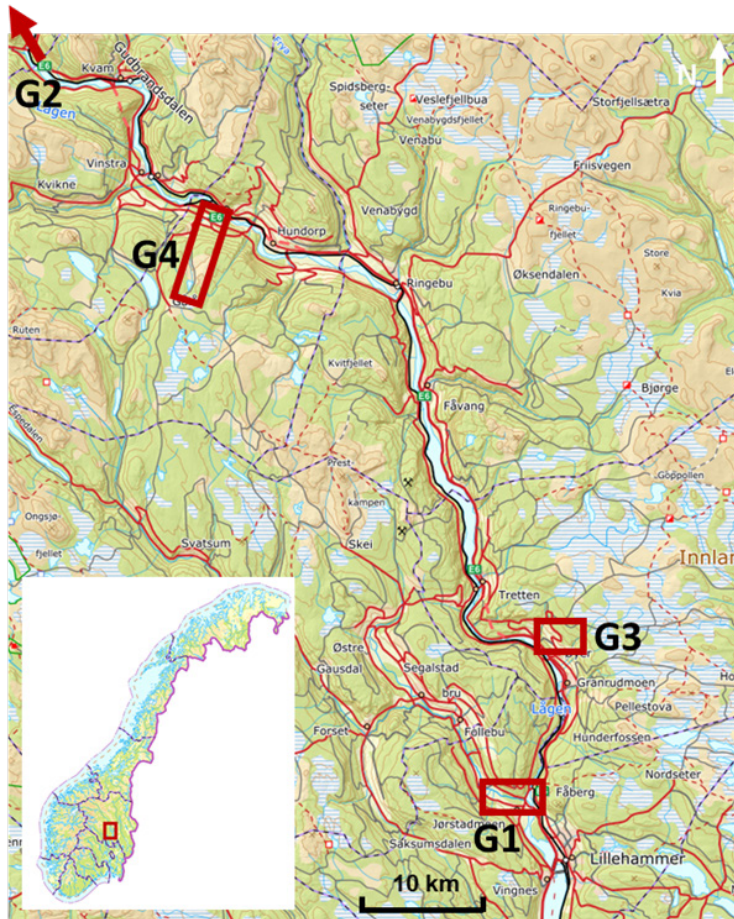 E6
Kvam
Gudbrandsdalen
Frya
G2
Lågen
Spidsberg-
seter
Veslefjellbua
Venabygdsfjellet
Venabu
N
Storfjellsætra
Vinstra
Friisvegen
Kvikne
Venabygd
Ringebu-
fjellet
E6
G4
Hundorp
Store
Øksendalen
Kvia
Ringebu
Ruten
Kvitfjellet
Bjørge
Fåvang
E6
Espedalen
Prest-
kampen
Goppollen
Ongsjø-
fjellet
Svatsum
Skei
Innlan
E6
Tretten
Østre
Gausdal
Segalstad
bru
G3
Granrudmoen
Pellestova
Lågen
Forset
Follebu
Hunderfossen
Nordseter
Fåberg
Jørstadmoen
Saksumsdalen
G1
Lillehammer
10 km
Vingnes